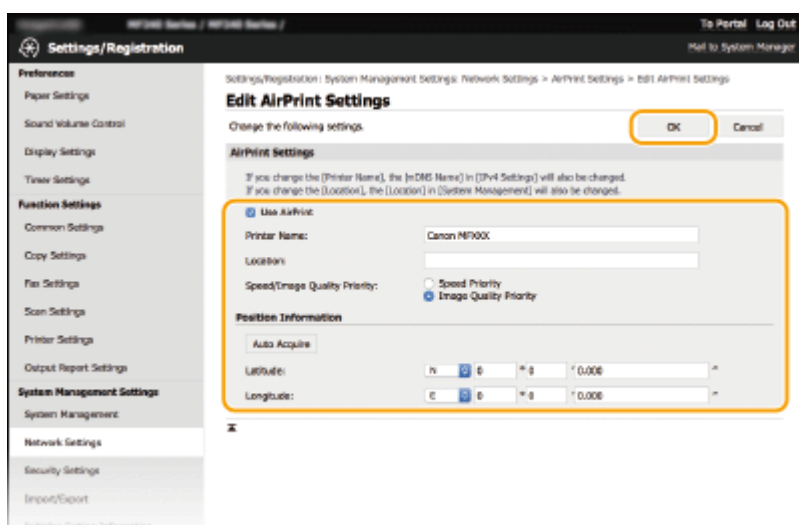 MF240 Series / MF240 Series /
To Portal Log Out
Settings/Registration
Mail to System Manager
Preferences
Paper Settings
Sound Volume Control
Display Settings
Timer Settings
Function Settings
Common Settings
Copy Settings
Fax Settings
Scan Settings
Printer Settings
Output Report Settings
System Management Settings
System Management
Network Settings
Security Settings
Import/Export
Settings/Registration: System Management Settings: Network Settings > AirPrint Settings > Edit AirPrint Settings
Edit AirPrint Settings
Change the following settings.
OK
Cancel
AirPrint Settings
If you change the [Printer Name], the [mDNS Name] in [IPv4 Settings] will also be changed.
If you change the [Location], the [Location] in [System Management] will also be changed.
Use AirPrint
Printer Name: Canon MFXXX
Location:
Speed/Image Quality Priority: Speed Priority
Image Quality Priority
Position Information
Auto Acquire
Latitude: N 0 ° 0 ' 0.000 "
Longitude: E 0 ° 0 ' 0.000 "